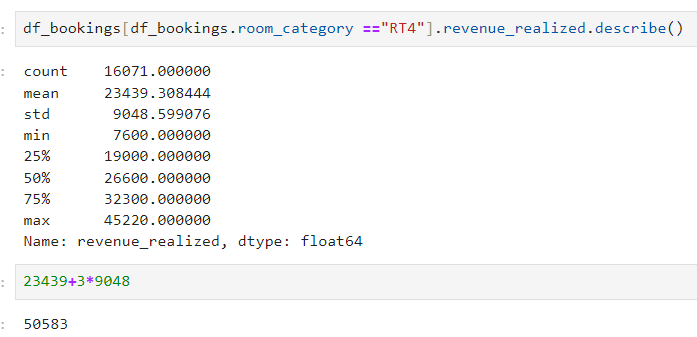 : df_bookings[df_bookings.room_category =="RT4"].revenue_realized.describe()
: count    16071.000000
mean     23439.308444
std       9048.599076
min       7600.000000
25%      19000.000000
50%      26600.000000
75%      32300.000000
max      45220.000000
Name: revenue_realized, dtype: float64
: 23439+3*9048
: 50583